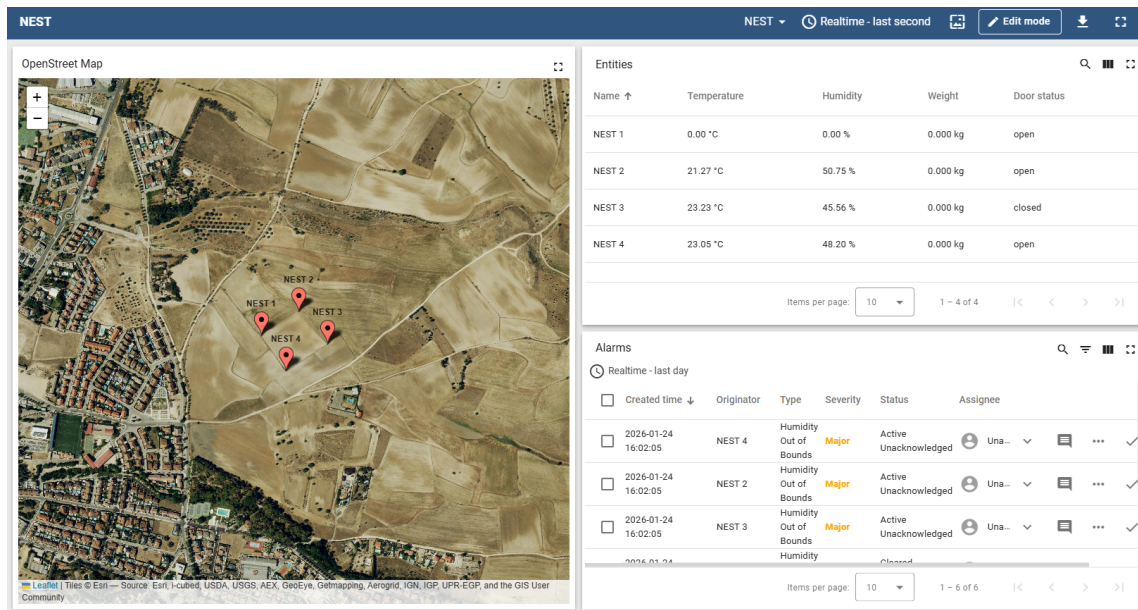 NEST
NEST
Realtime - last second
Edit mode
OpenStreet Map
+
−
NEST 2
NEST 1
NEST 3
NEST 4
Leaflet | Tiles © Esri — Source: Esri, i-cubed, USDA, USGS, AEX, GeoEye, Getmapping, Aerogrid, IGN, IGP, UPR-EGP, and the GIS User
Community
Entities
Name Temperature Humidity Weight Door status
NEST 1 0.00 °C 0.00 % 0.000 kg open
NEST 2 21.27 °C 50.75 % 0.000 kg open
NEST 3 23.23 °C 45.56 % 0.000 kg closed
NEST 4 23.05 °C 48.20 % 0.000 kg open
Items per page: 10 1 – 4 of 4
Alarms
Realtime - last day
Created time Originator Type Severity Status Assignee
2026-01-24
16:02:05
NEST 4
Humidity
Out of
Bounds
Major
Active
Unacknowledged
Una...
2026-01-24
16:02:05
NEST 2
Humidity
Out of
Bounds
Major
Active
Unacknowledged
Una...
2026-01-24
16:02:05
NEST 3
Humidity
Out of
Bounds
Major
Active
Unacknowledged
Una...
2026-01-24
Humidity
Cleared
Items per page: 10 1 – 6 of 6